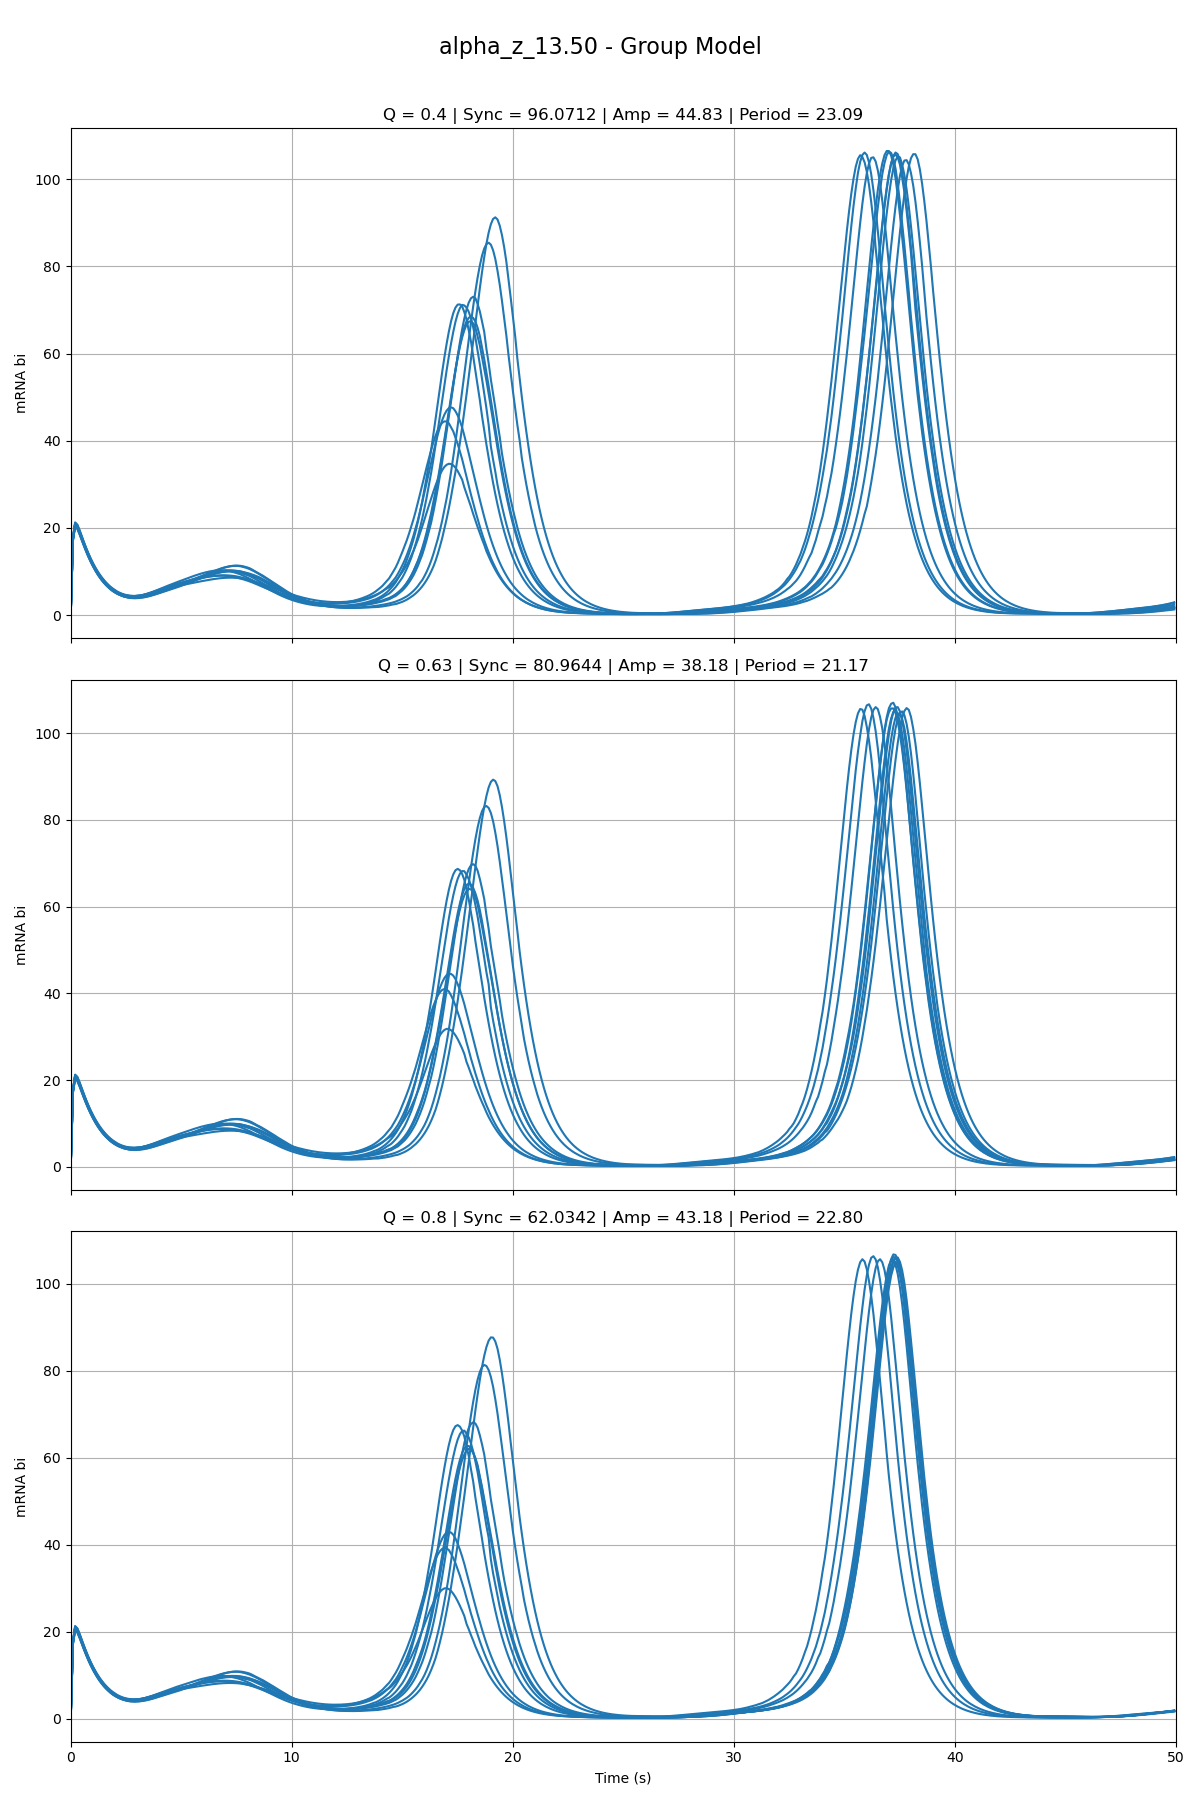 alpha_z_13.50 - Group Model
Q = 0.4 | Sync = 96.0712 | Amp = 44.83 | Period = 23.09
100
80
60
40
20
0
mRNA bi
Q = 0.63 | Sync = 80.9644 | Amp = 38.18 | Period = 21.17
100
80
60
40
20
0
mRNA bi
Q = 0.8 | Sync = 62.0342 | Amp = 43.18 | Period = 22.80
100
80
60
40
20
0
mRNA bi
0 10 20 30 40 50
Time (s)